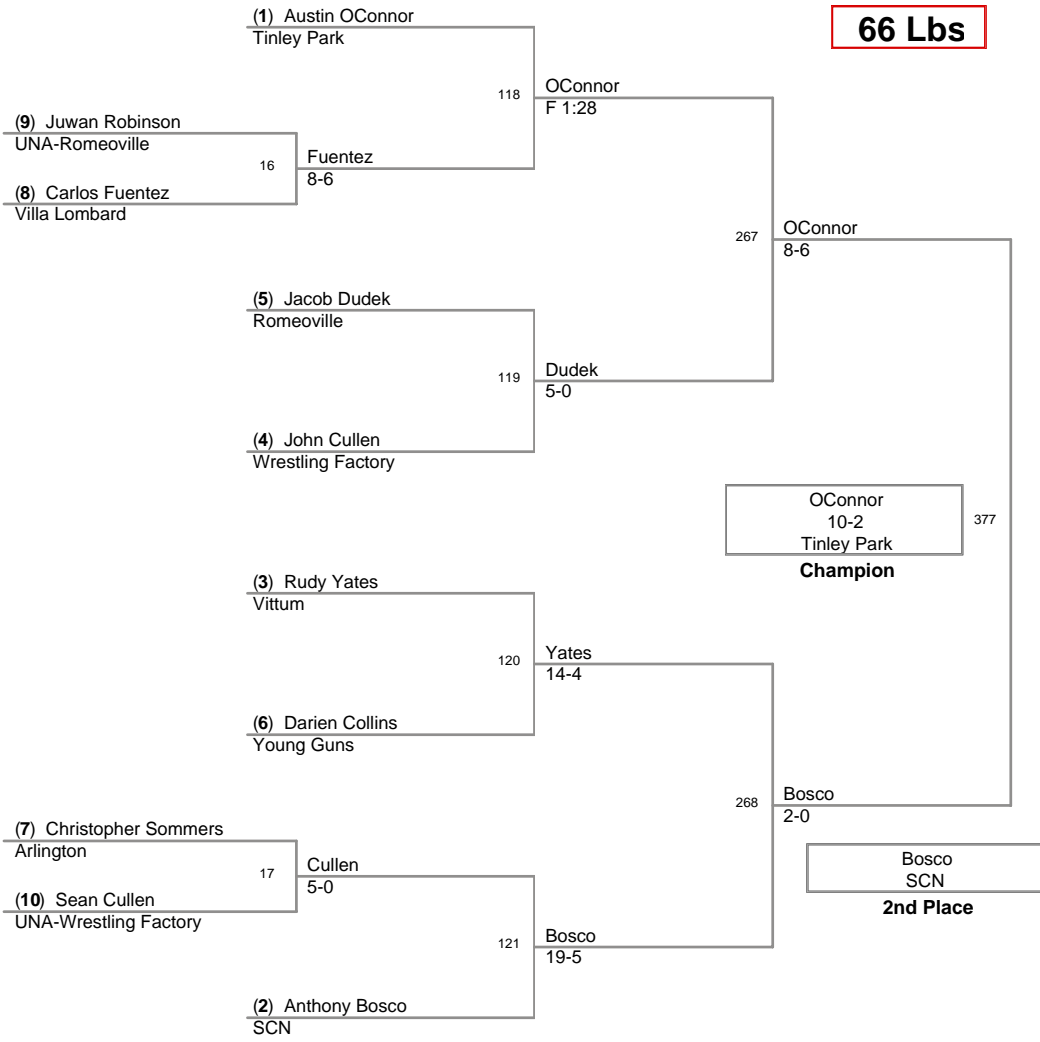 66 Lbs
(1) Austin OConnor
Tinley Park
118
OConnor
F 1:28
(9) Juwan Robinson
UNA-Romeoville
16
Fuentez
8-6
(8) Carlos Fuentez
Villa Lombard
267
OConnor
8-6
(5) Jacob Dudek
Romeoville
119
Dudek
5-0
(4) John Cullen
Wrestling Factory
OConnor
10-2
Tinley Park
377
Champion
(3) Rudy Yates
Vittum
120
Yates
14-4
(6) Darien Collins
Young Guns
268
Bosco
2-0
(7) Christopher Sommers
Arlington
17
Cullen
5-0
(10) Sean Cullen
UNA-Wrestling Factory
Bosco
SCN
2nd Place
121
Bosco
19-5
(2) Anthony Bosco
SCN